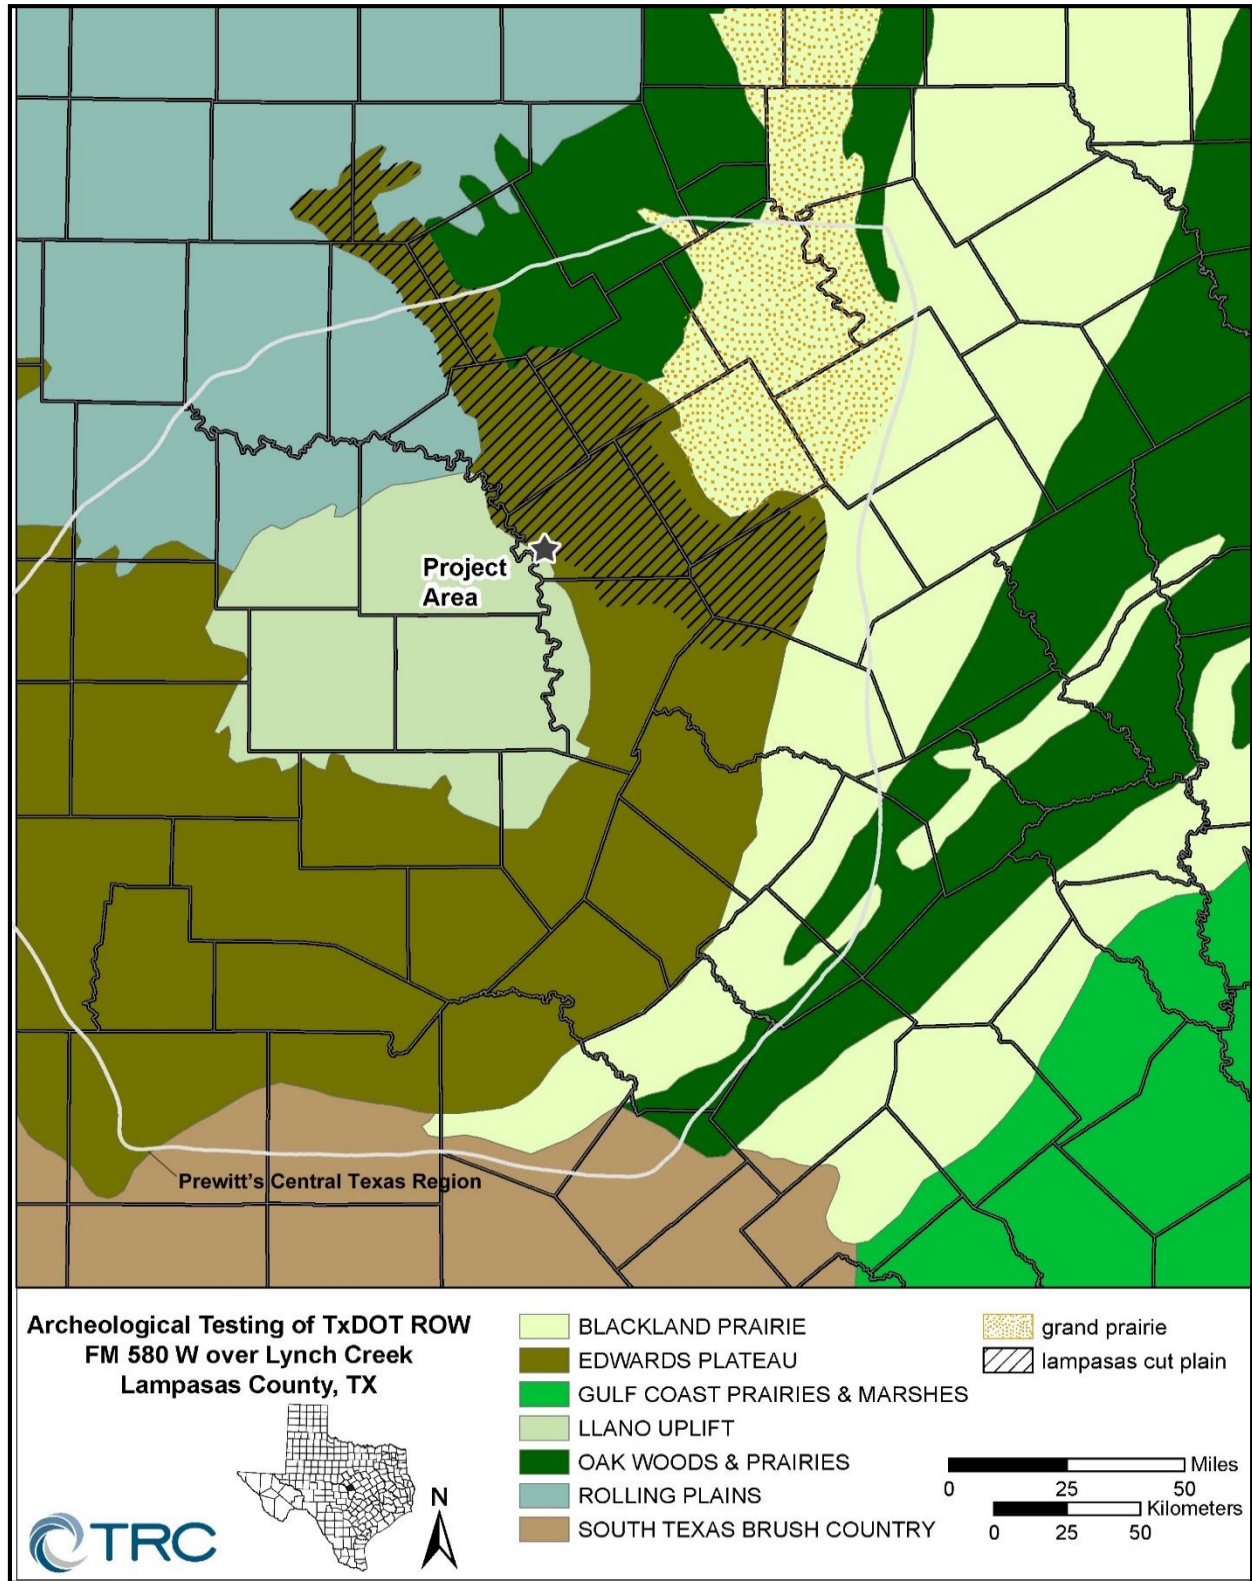 Project
Area
Prewitt's Central Texas Region
Archeological Testing of TxDOT ROW
FM 580 W over Lynch Creek
Lampasas County, TX
N
TRC
BLACKLAND PRAIRIE
EDWARDS PLATEAU
GULF COAST PRAIRIES & MARSHES
LLANO UPLIFT
OAK WOODS & PRAIRIES
ROLLING PLAINS
SOUTH TEXAS BRUSH COUNTRY
grand prairie
lampasas cut plain
Miles
0 25 50
Kilometers
0 25 50